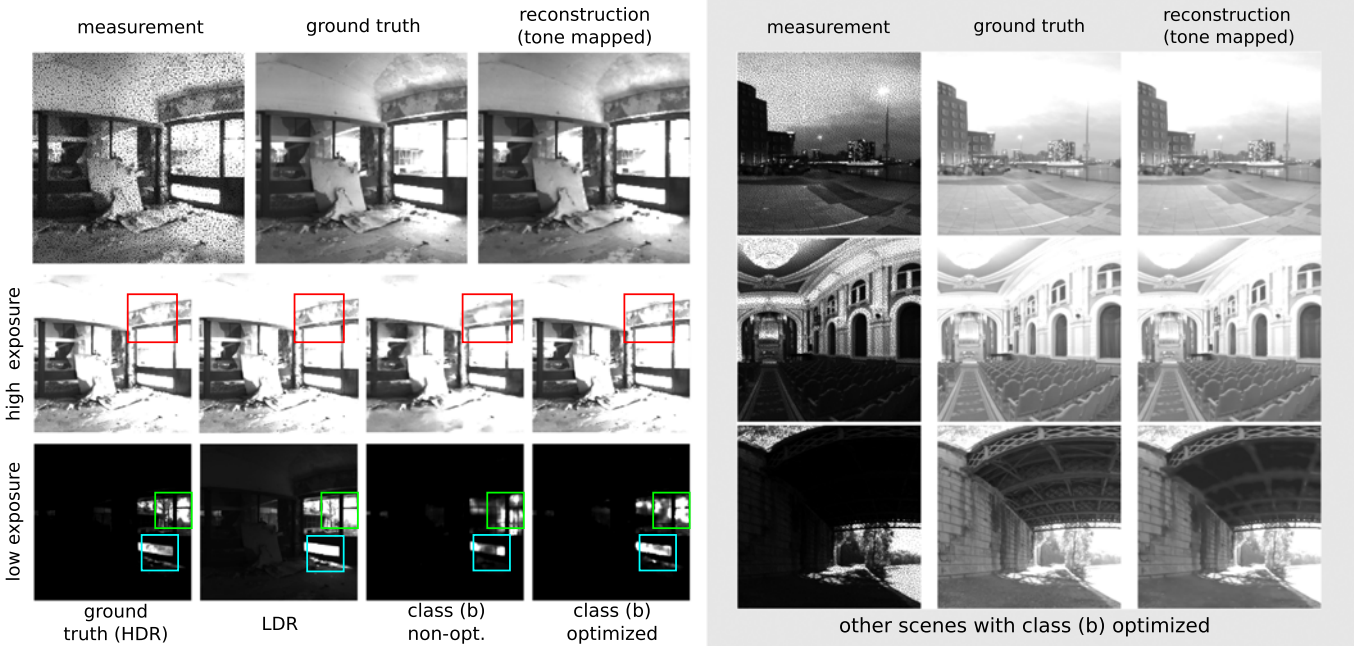 measurement
ground truth
reconstruction
(tone mapped)
high exposure
low exposure
ground
truth (HDR)
LDR
class (b)
non-opt.
class (b)
optimized
measurement
ground truth
reconstruction
(tone mapped)
other scenes with class (b) optimized